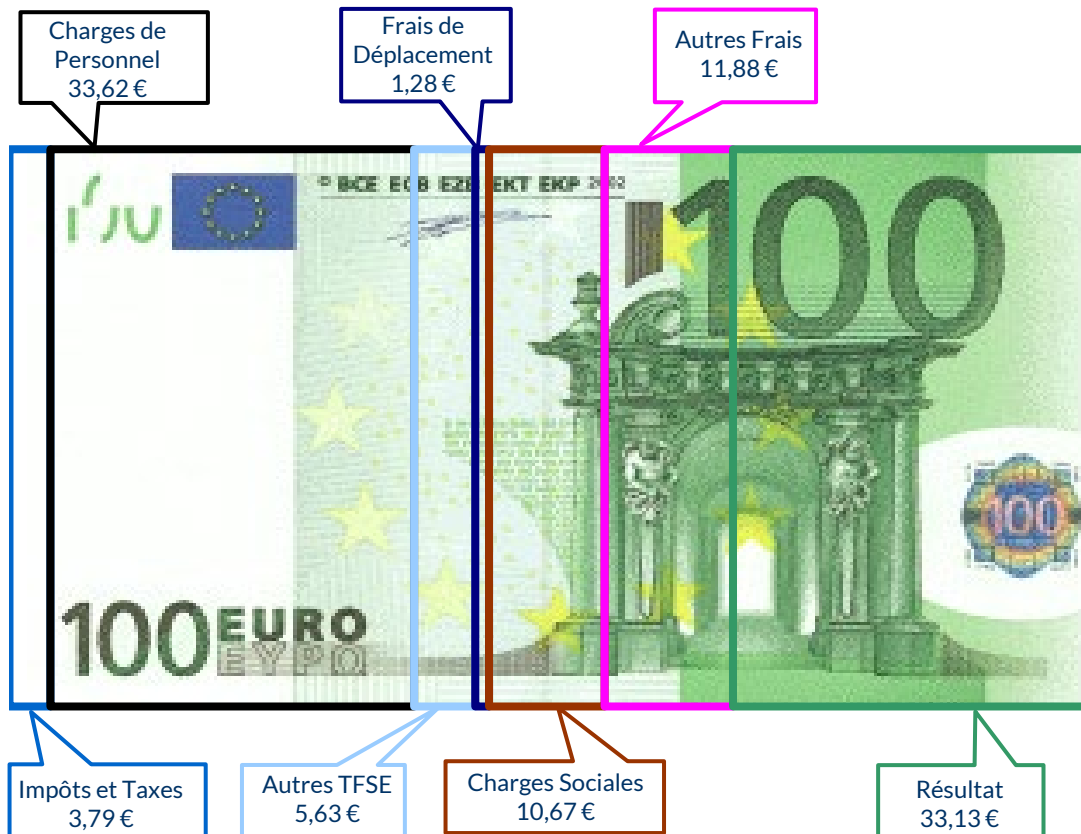 Charges de
Personnel
33,62 €
Frais de
Déplacement
1,28 €
Autres Frais
11,88 €
© BCE ECB EZB EKT EKP 2002
100
100
100 EURO
ΕΥΡΩ
Impôts et Taxes
3,79 €
Autres TFSE
5,63 €
Charges Sociales
10,67 €
Résultat
33,13 €